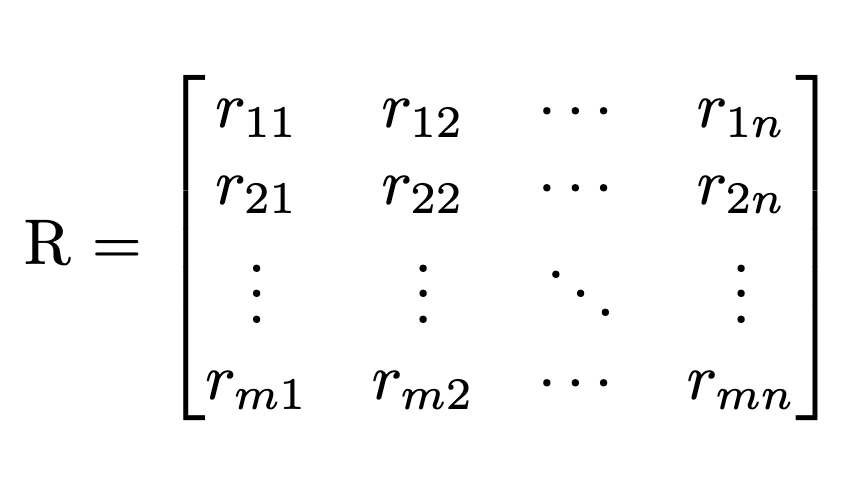 r₁₁ r₁₂ ⋯ r₁ₙ
r₂₁ r₂₂ ⋯ r₂ₙ
R =
⋮ ⋮ ⋱ ⋮
rₘ₁ rₘ₂ ⋯ rₘₙ